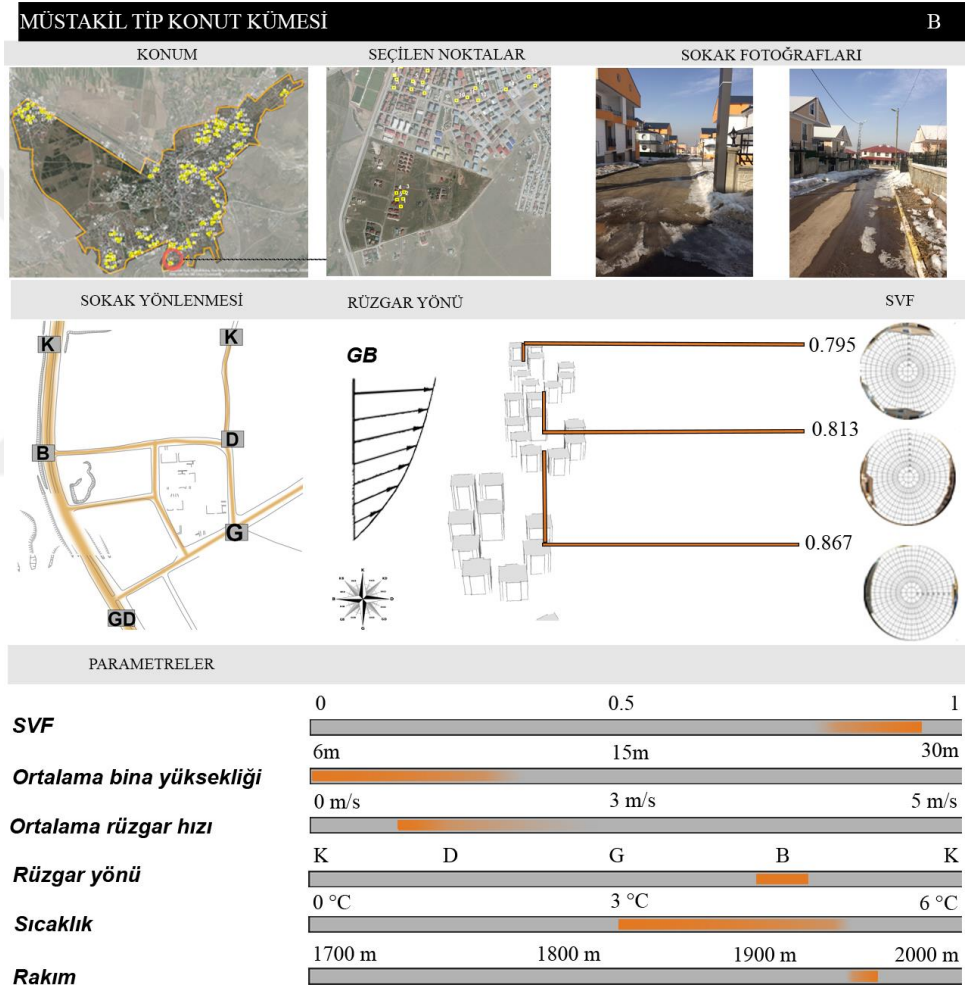 MÜSTAKİL TİP KONUT KÜMESİ B
KONUM SEÇİLEN NOKTALAR SOKAK FOTOĞRAFLARI
SOKAK YÖNLENMESİ RÜZGAR YÖNÜ SVF
K K
B D
G
GD
GB
0.795
0.813
0.867
PARAMETRELER
0 0.5 1
SVF
6m 15m 30m
Ortalama bina yüksekliği
0 m/s 3 m/s 5 m/s
Ortalama rüzgar hızı
K D G B K
Rüzgar yönü
0 °C 3 °C 6 °C
Sıcaklık
1700 m 1800 m 1900 m 2000 m
Rakım